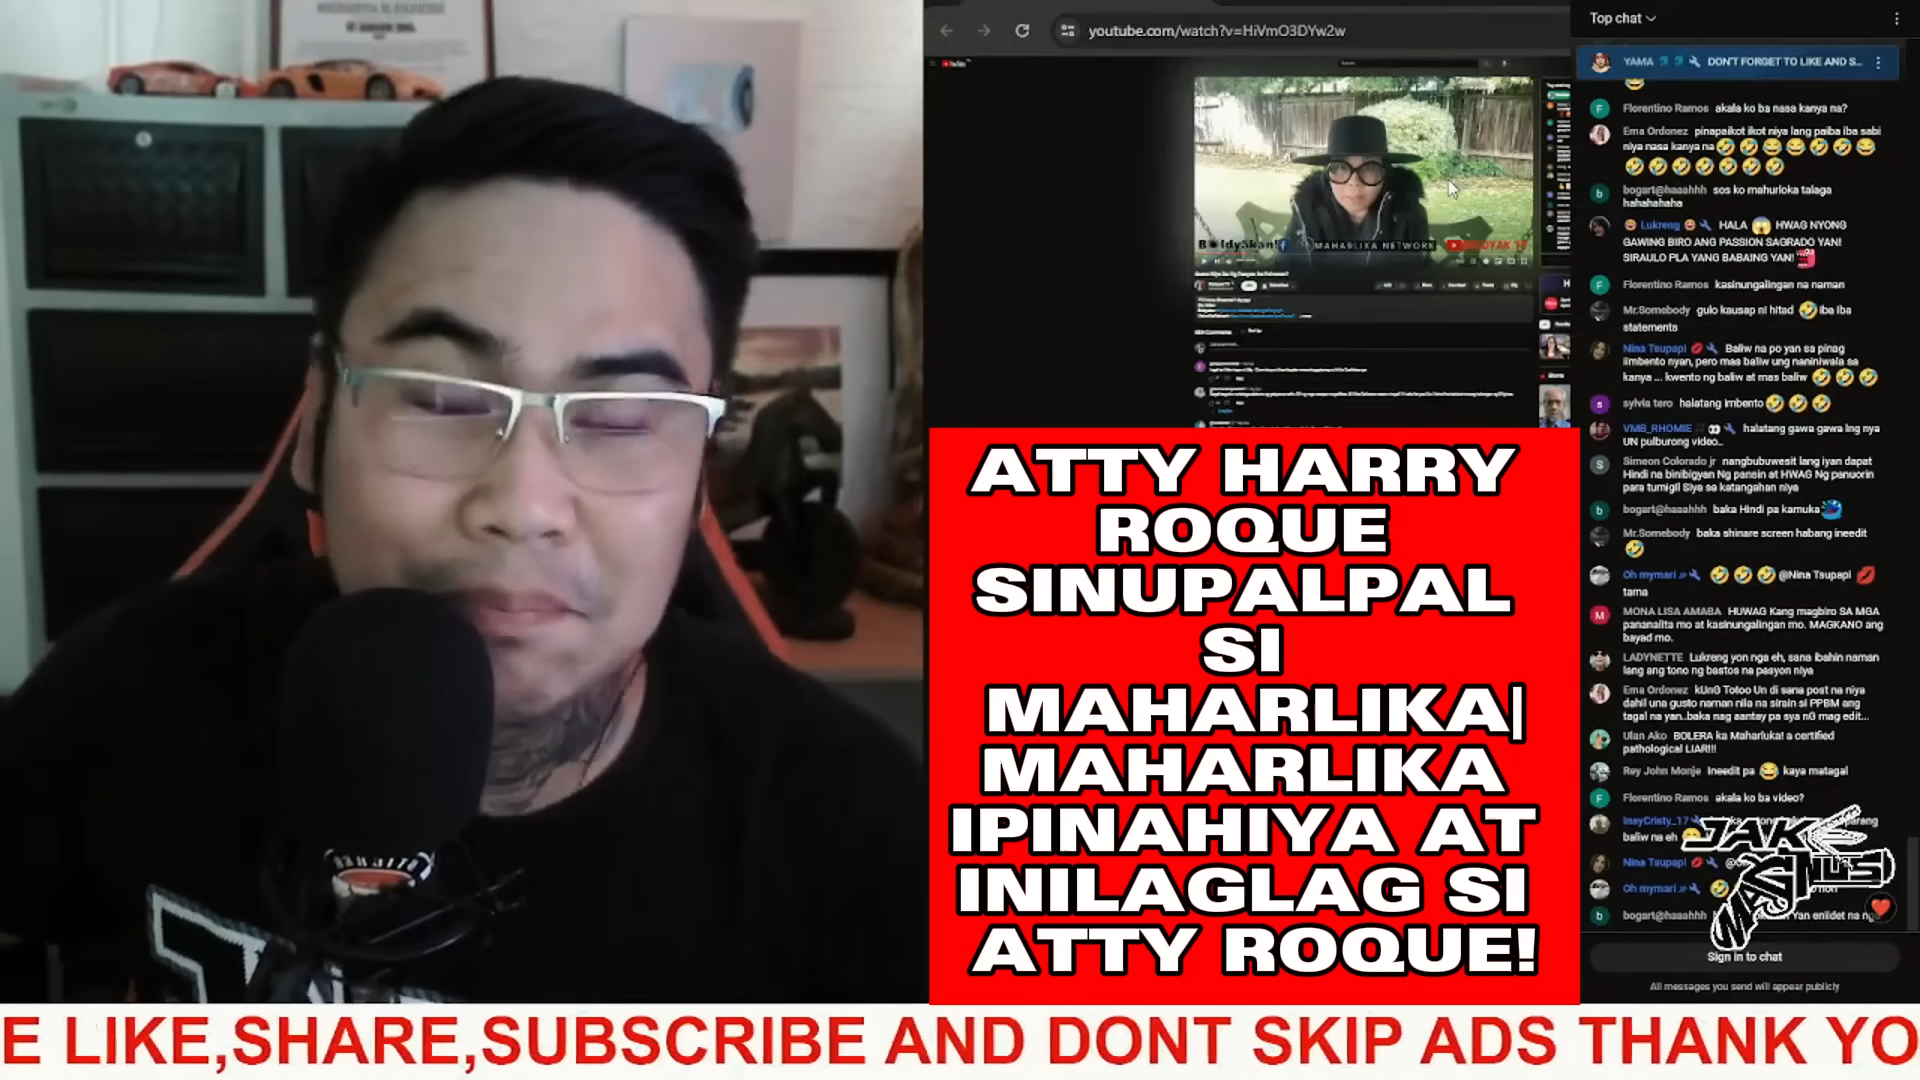 youtube.com/watch?v=HiVmO3DYw2w
MAHARLIKA NETWORK
ATTY HARRY
ROQUE
SINUPALPAL
SI
MAHARLIKA|
MAHARLIKA
IPINAHIYA AT
INILAGLAG SI
ATTY ROQUE!
Top chat
YAMA DON'T FORGET TO LIKE AND S...
Florentino Ramos akala ko ba nasa kanya na?
Ema Ordonez pinapaikot ikot niya lang paiba iba sabi
niya nasa kanya na🤣🤣😂😂🤣🤣😂
🤣🤣🤣🤣🤣🤣🤣
bogart@haaahhh sos ko mahurloka talaga
hahahahaha
Lukreng HALA 😱 HWAG NYONG
GAWING BIRO ANG PASSION SAGRADO YAN!
SIRAULO PLA YANG BABAING YAN!
Florentino Ramos kasinungalingan na naman
Mr.Somebody gulo kausap ni hitad 🤣iba iba
statements
Nina Tsupapi 💋 Baliw na po yan sa pinag
iimbento nyan, pero mas baliw ung naniniwala sa
kanya ... kwento ng baliw at mas baliw 🤣 🤣 🤣
sylvia tero halatang imbento🤣 🤣 🤣
VMB_RHOMIE halatang gawa gawa lng nya
UN pulburong video..
Simeon Colorado jr nangbubuwesit lang iyan dapat
Hindi na binibigyan Ng pansin at HWAG Ng panuorin
para tumigil Siya sa katangahan niya
bogart@haaahhh baka Hindi pa kamuka
Mr.Somebody baka shinare screen habang ineedit
🤣
Oh mymari 🤣 🤣 🤣@Nina Tsupapi 💋
tama
MONA LISA AMABA HUWAG Kang magbiro SA MGA
pananalita mo at kasinungalingan mo. MAGKANO ang
bayad mo.
LADYNETTE Lukreng yon nga eh, sana ibahin naman
lang ang tono ng bastos na pasyon niya
Ema Ordonez kUnG Totoo Un di sana post na niya
dahil una gusto naman nila na sirain si PPBM ang
tagal na yan..baka nag aantay pa sya nG mag edit...
Ulan Ako BOLERA ka Maharluka! a certified
pathological LIAR!!!
Rey John Monje Ineedit pa 😂 kaya matagal
Florentino Ramos akala ko ba video?
InayCristy_17
baliw na eh
Nina Tsupapi 💋
Oh mymari 🤣
bogart@haaahhh Yan eniidet na
JAKE
Sign in to chat
All messages you send will appear publicly
E LIKE,SHARE,SUBSCRIBE AND DONT SKIP ADS THANK YO